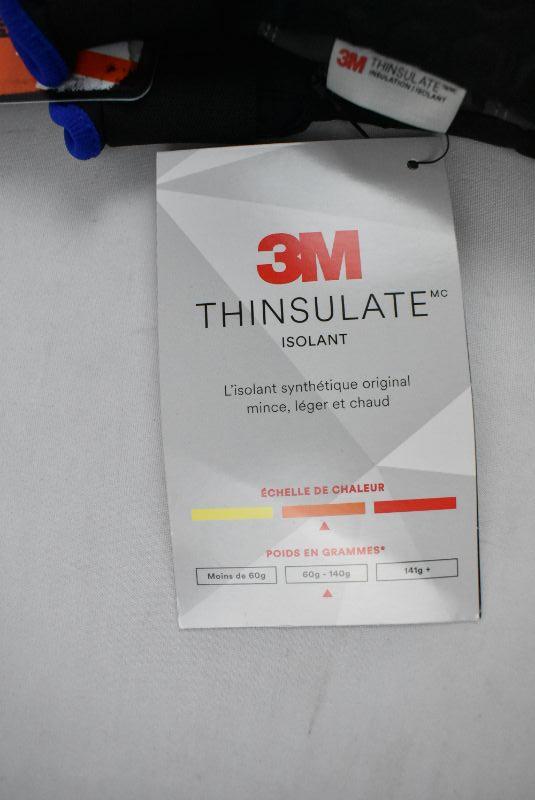 3M THINSULATE
INSULATION | ISOLANT
3M
THINSULATE MC
ISOLANT
L'isolant synthétique original
mince, léger et chaud
ÉCHELLE DE CHALEUR
POIDS EN GRAMMES*
Moins de 60g 60g - 140g 141g +